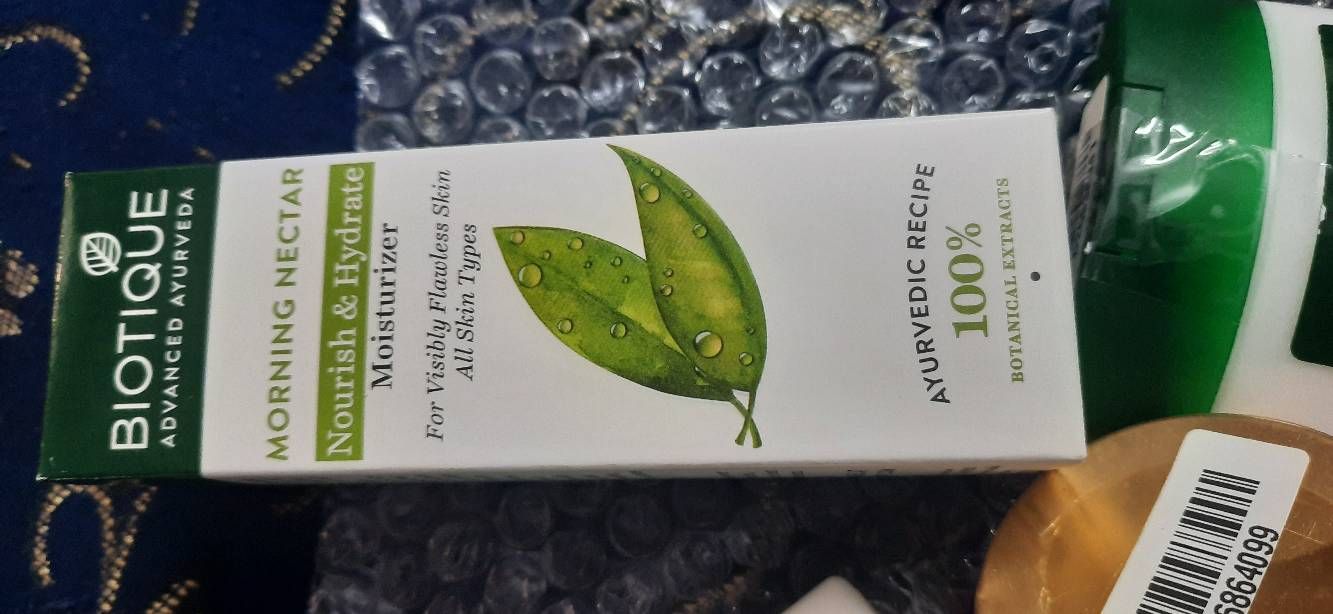 BIOTIQUE
ADVANCED AYURVEDA
MORNING NECTAR
Nourish & Hydrate
Moisturizer
For Visibly Flawless Skin
All Skin Types
AYURVEDIC RECIPE
100%
BOTANICAL EXTRACTS
6864099